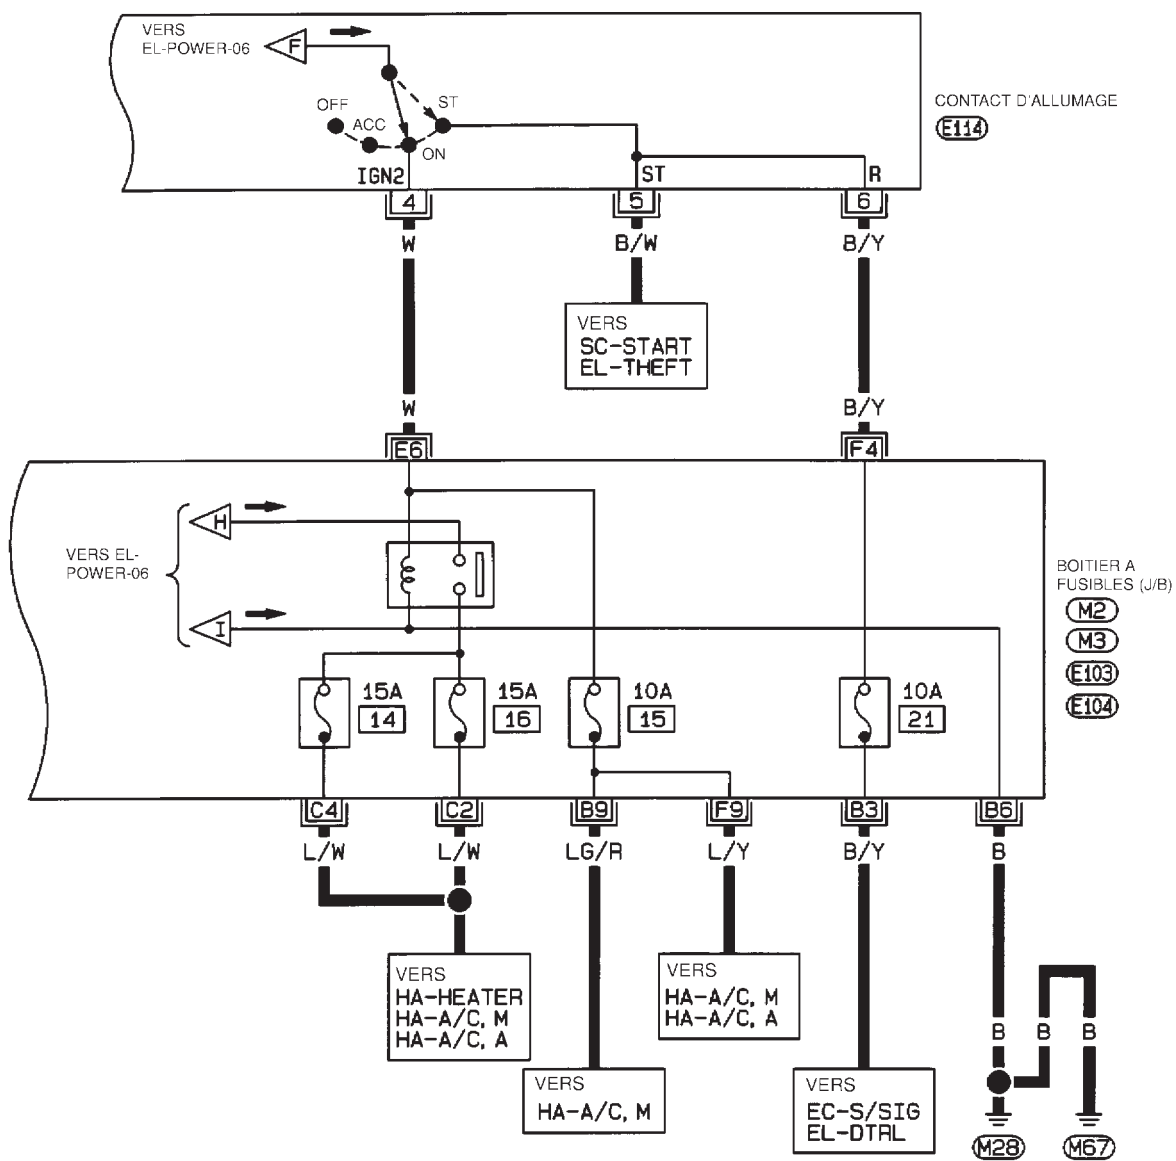 VERS
EL-POWER-06
F
OFF
ACC
ST
ON
CONTACT D'ALLUMAGE
E114
IGN2
ST
R
4
5
6
W
B/W
B/Y
VERS
SC-START
EL-THEFT
W
B/Y
E6
F4
H
VERS EL-
POWER-06
I
BOITIER A
FUSIBLES (J/B)
M2
M3
E103
E104
15A
14
15A
16
10A
15
10A
21
C4
C2
B9
F9
B3
B6
L/W
L/W
LG/R
L/Y
B/Y
B
VERS
HA-HEATER
HA-A/C, M
HA-A/C, A
VERS
HA-A/C, M
HA-A/C, A
B
B
B
VERS
HA-A/C, M
VERS
EC-S/SIG
EL-DTRL
M28
M67